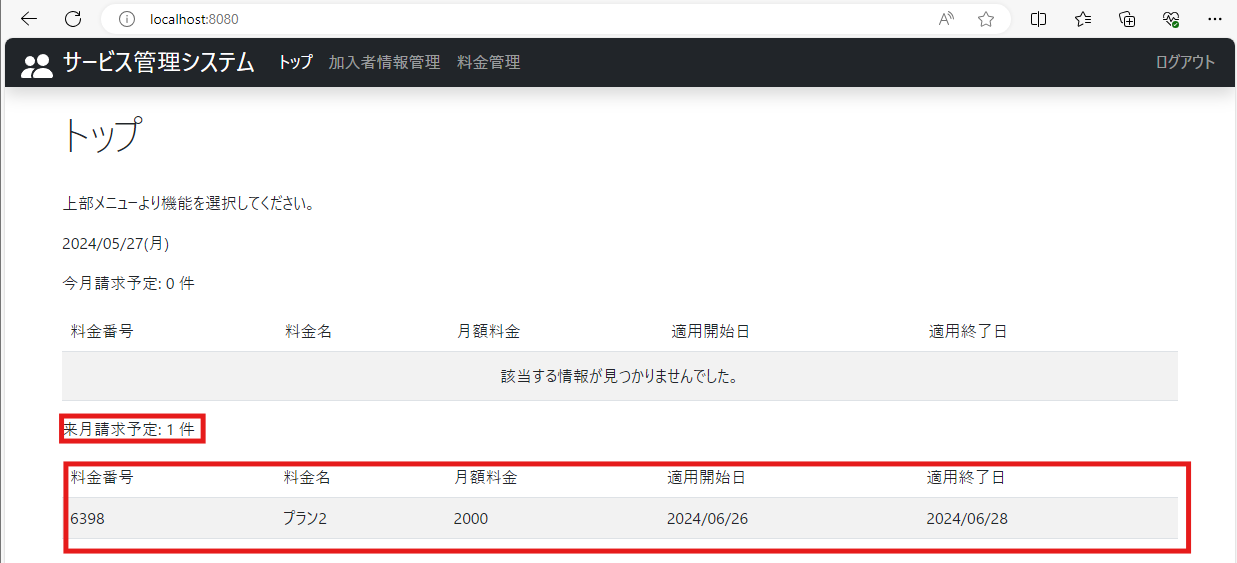 localhost:8080
サービス管理システム トップ 加入者情報管理 料金管理 ログアウト
トップ
上部メニューより機能を選択してください。
2024/05/27(月)
今月請求予定: 0 件
料金番号 料金名 月額料金 適用開始日 適用終了日
該当する情報が見つかりませんでした。
来月請求予定: 1 件
料金番号 料金名 月額料金 適用開始日 適用終了日
6398 プラン2 2000 2024/06/26 2024/06/28